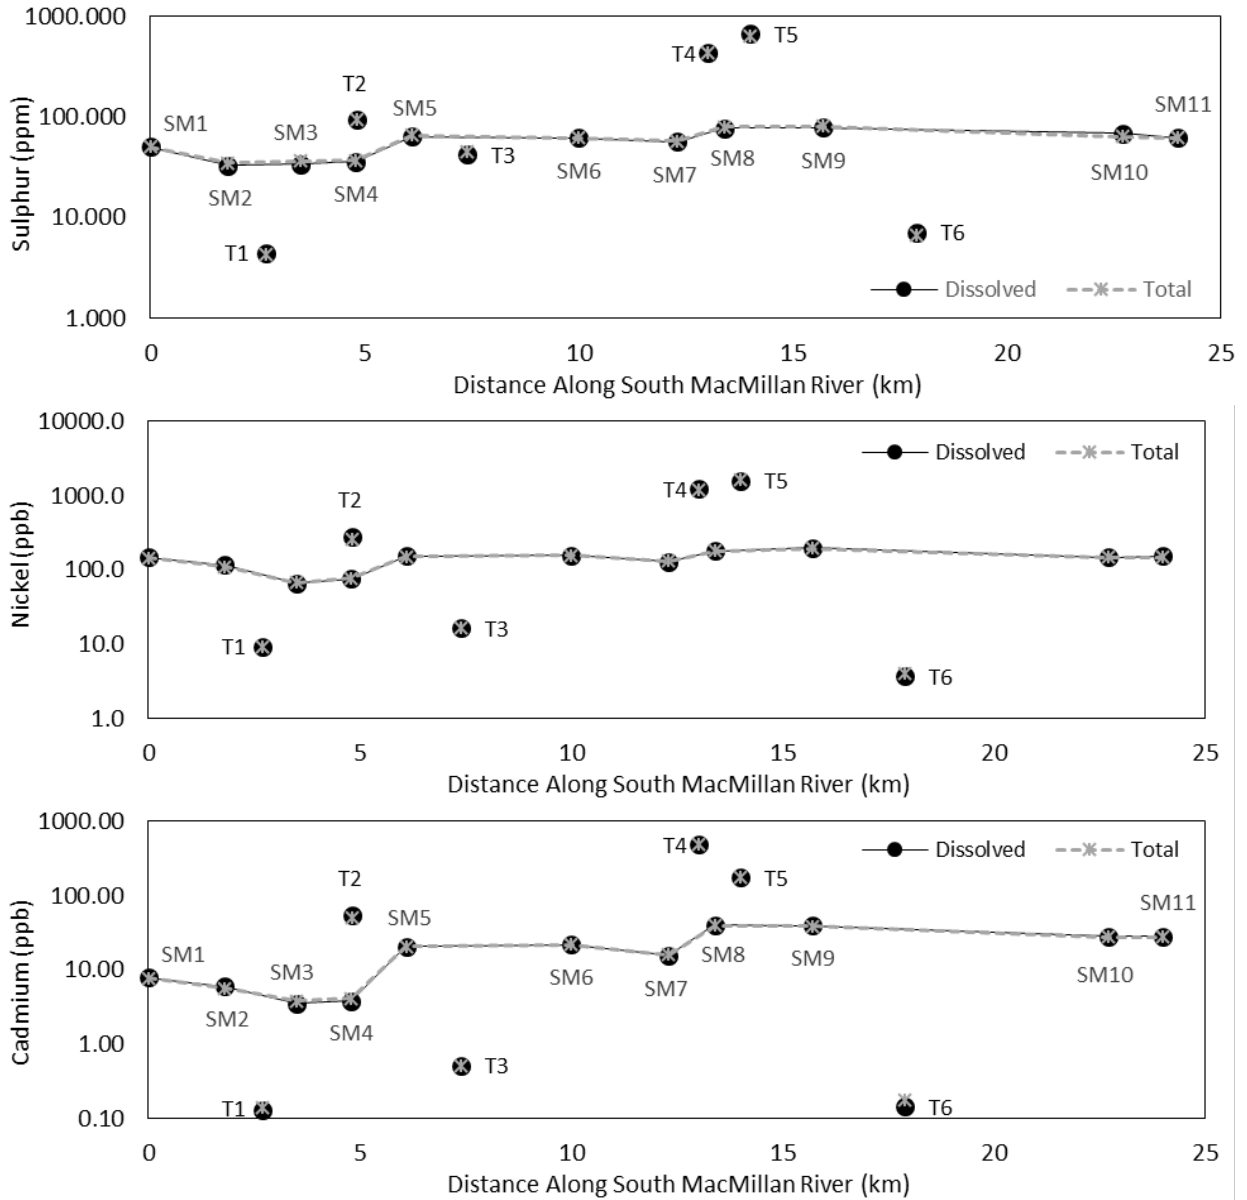 1000.000
T5
T4
T2
100.000
SM5
SM11
SM1
SM3
T3
SM2
SM4
SM6
SM7
SM8
SM9
SM10
10.000
T1
T6
Dissolved
Total
1.000
Sulphur (ppm)
0 5 10 15 20 25
Distance Along South MacMillan River (km)
10000.0
Dissolved
Total
1000.0
T2
T4
T5
100.0
10.0
T1
T3
T6
1.0
Nickel (ppb)
0 5 10 15 20 25
Distance Along South MacMillan River (km)
1000.00
T4
Dissolved
Total
100.00
T2
T5
SM5
SM11
SM1
SM3
10.00
SM2
SM4
SM6
SM7
SM8
SM9
SM10
1.00
T3
T1
T6
0.10
Cadmium (ppb)
0 5 10 15 20 25
Distance Along South MacMillan River (km)